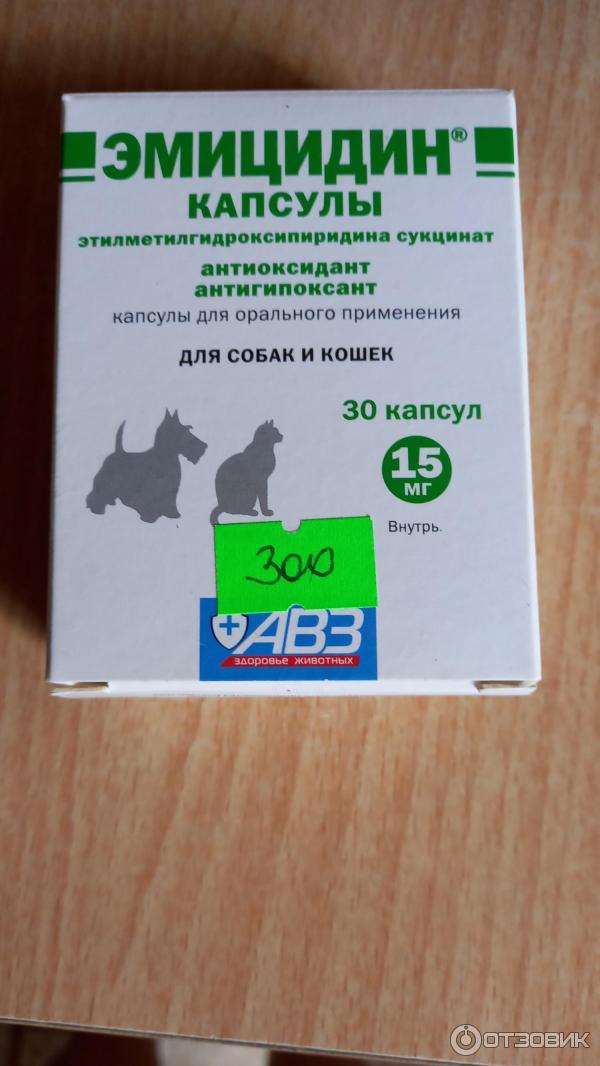 ЭМИЦИДИН®
КАПСУЛЫ
этилметилгидроксипиридина сукцинат
антиоксидант
антигипоксант
капсулы для орального применения
ДЛЯ СОБАК И КОШЕК
30 капсул
15
МГ
Внутрь.
300
АВЗ
здоровье животных
ОТЗОВИК